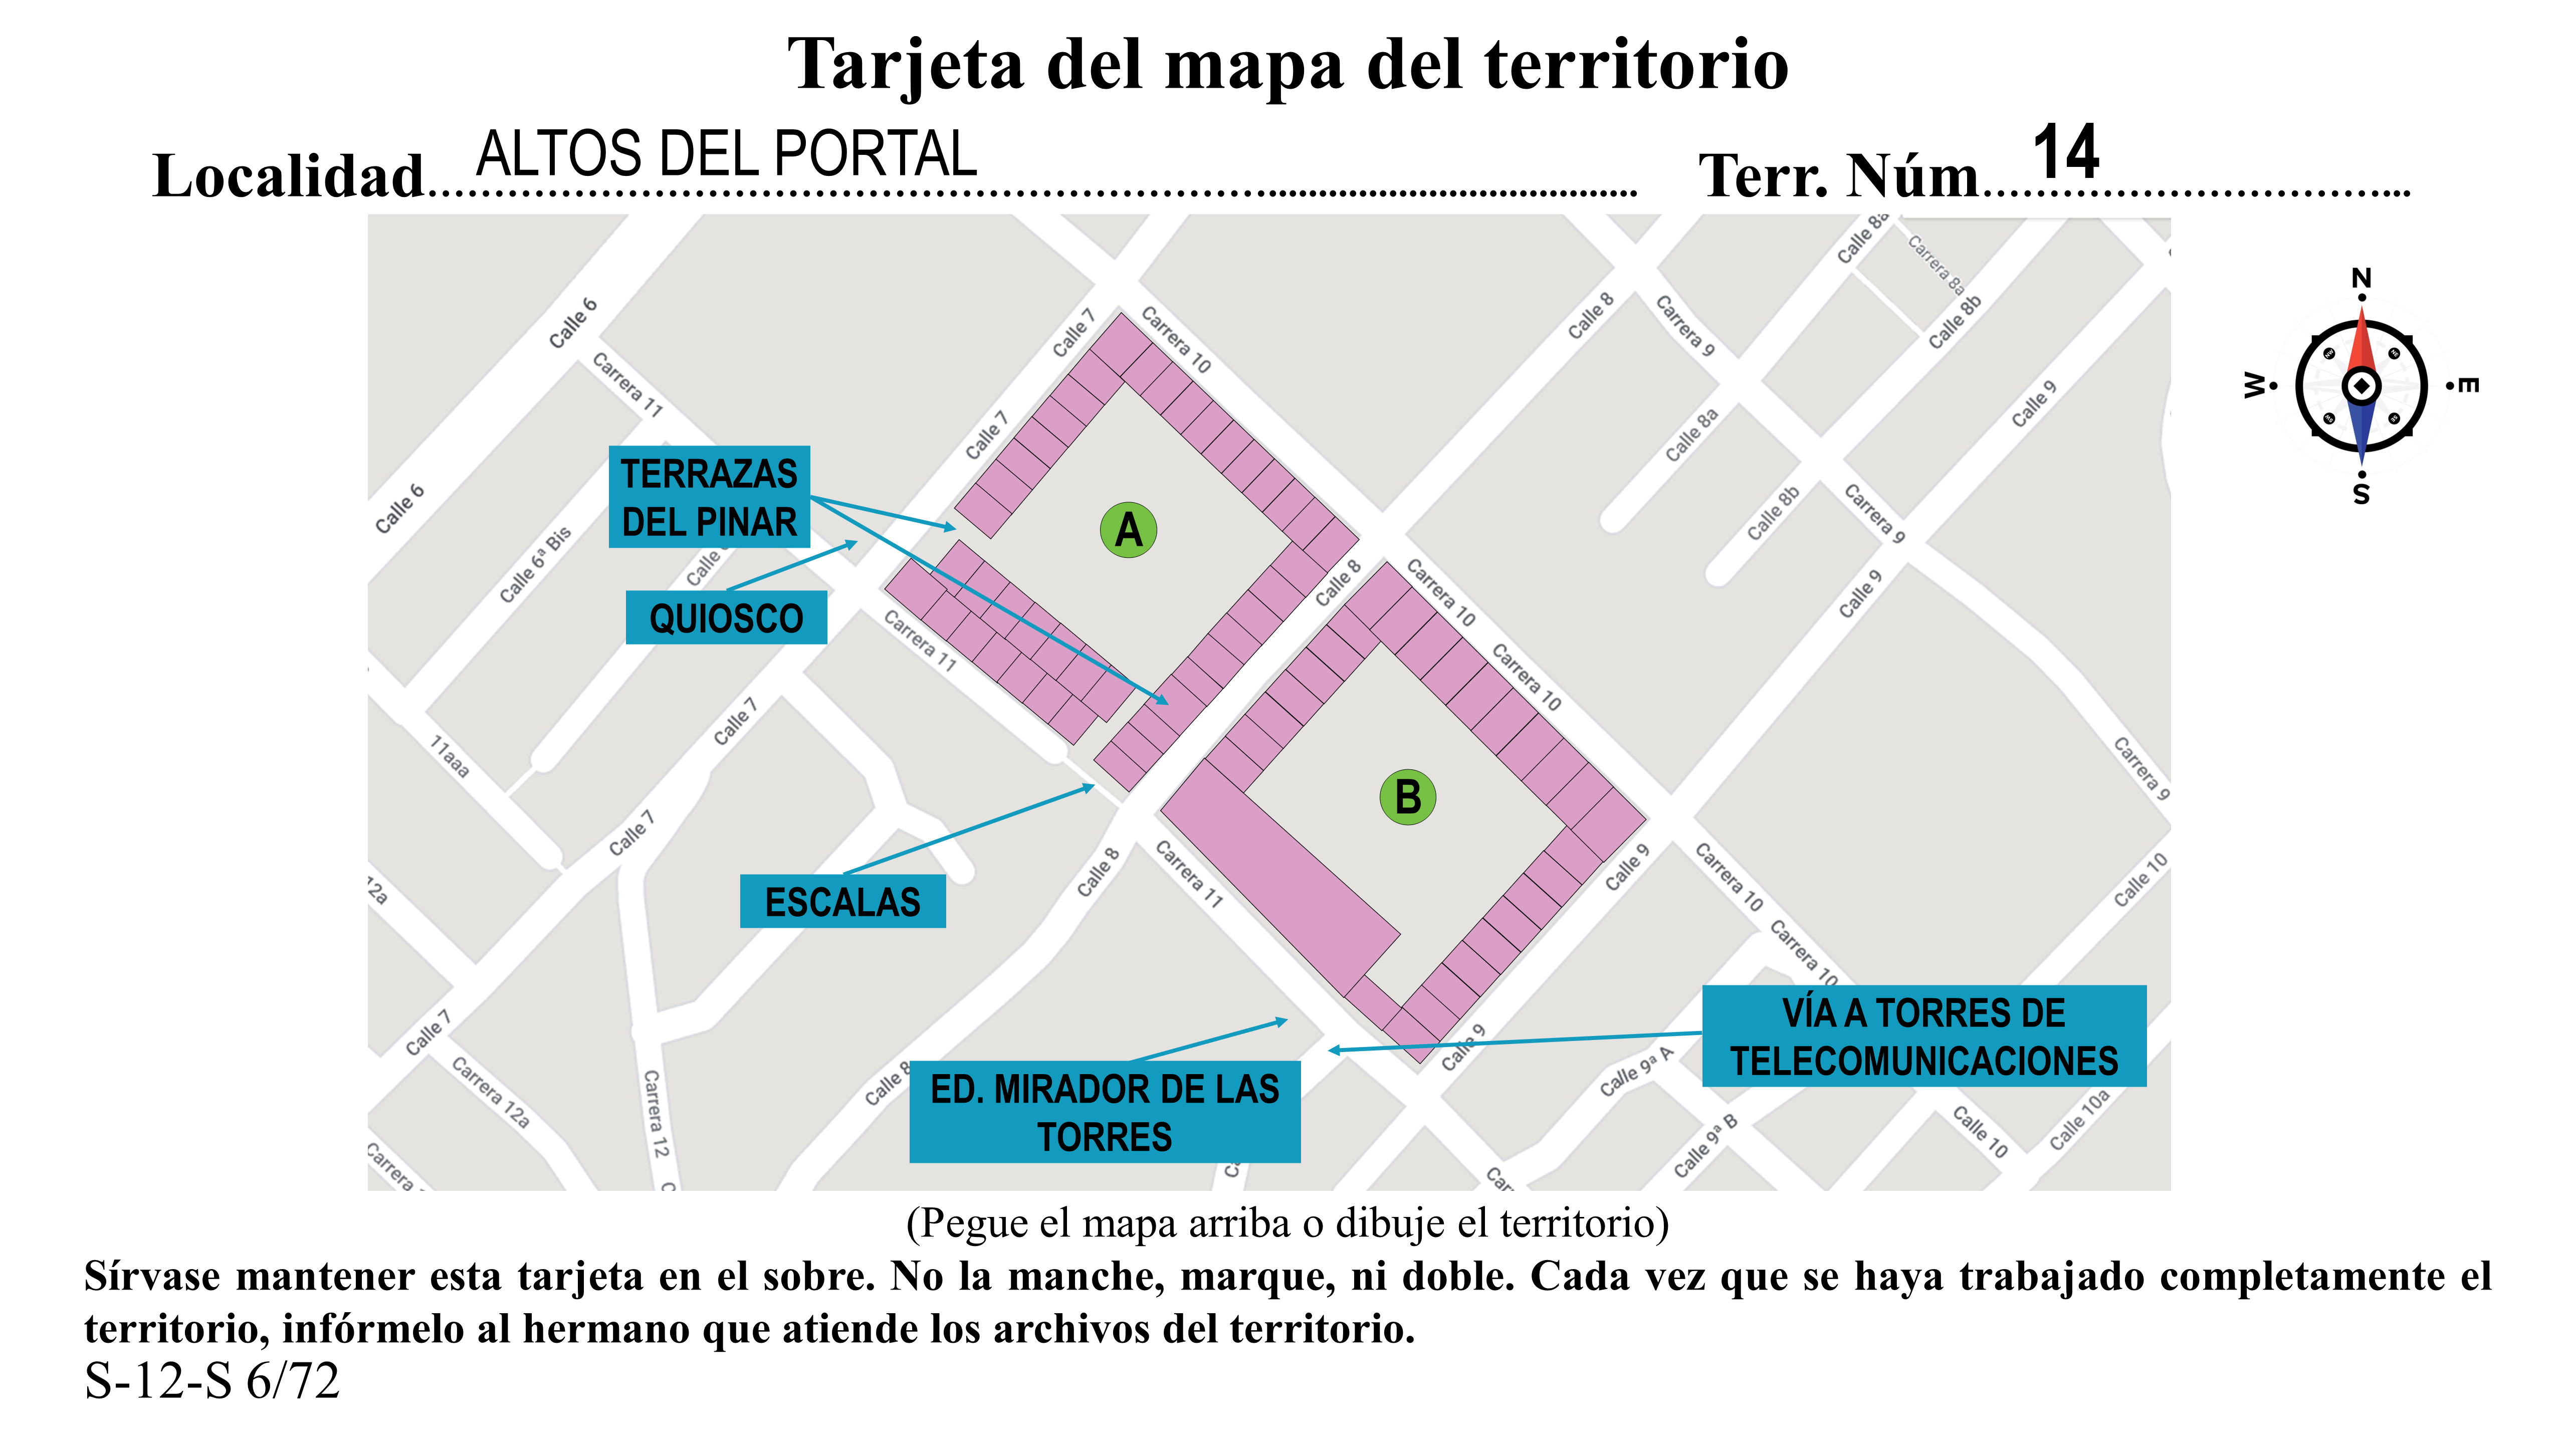 Tarjeta del mapa del territorio
Localidad ALTOS DEL PORTAL
Terr. Núm 14
Calle 6
Calle 6
Carrera 11
Calle 6ª Bis
Calle 7
Calle 7
Carrera 10
Calle 8
Carrera 9
Calle 8a
Carrera 8a
Calle 8b
Calle 9
Calle 8a
Calle 8b
Carrera 9
Calle 9
N
W
E
S
TERRAZAS
DEL PINAR
QUIOSCO
A
Calle 8
Carrera 10
Carrera 10
Carrera 11
Calle 7
11aaa
Calle 7
12a
Calle 7
B
ESCALAS
Calle 8
Carrera 11
Calle 9
Carrera 10
Carrera 10
Carrera 9
Calle 10
Calle 9
Calle 8
Carrera 12a
Carrera 12
Carrera
ED. MIRADOR DE LAS
TORRES
VÍA A TORRES DE
TELECOMUNICACIONES
Calle 9ª A
Calle 9ª B
Calle 10
Calle 10a
(Pegue el mapa arriba o dibuje el territorio)
Sírvase mantener esta tarjeta en el sobre. No la manche, marque, ni doble. Cada vez que se haya trabajado completamente el
territorio, infórmelo al hermano que atiende los archivos del territorio.
S-12-S 6/72